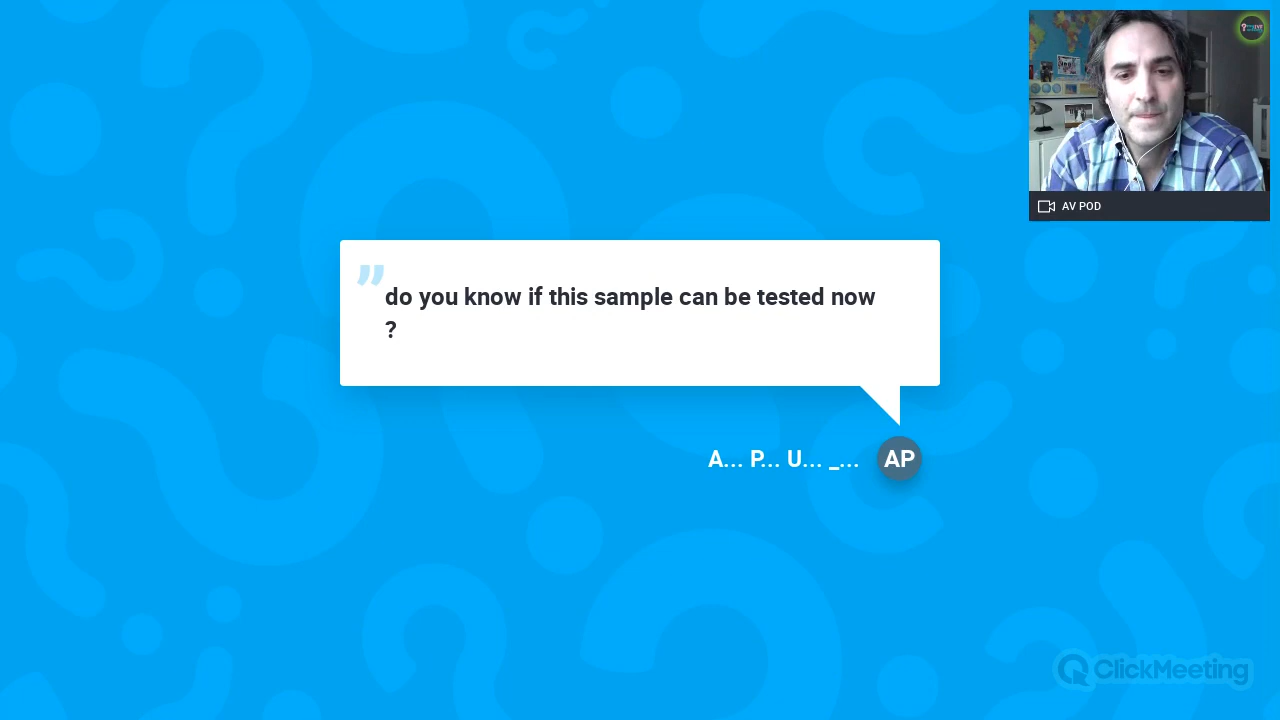 AV POD
do you know if this sample can be tested now
?
A... P... U... _... AP
ClickMeeting